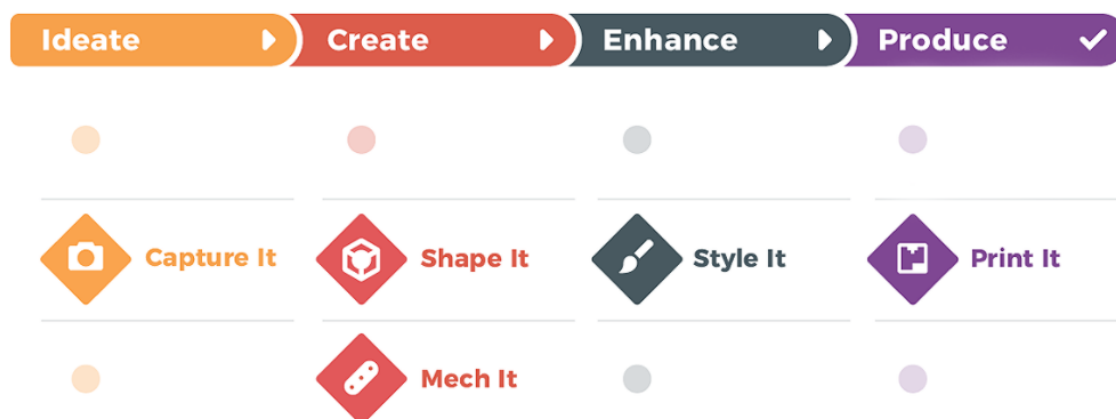 Ideate
Create
Enhance
Produce
Capture It
Shape It
Style It
Print It
Mech It